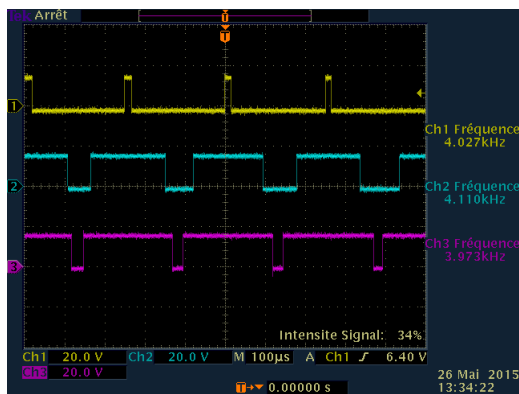 Arrêt
T
T
1
Ch1 Fréquence
4.027kHz
2
Ch2 Fréquence
4.110kHz
3
Ch3 Fréquence
3.973kHz
Intensite Signal: 34%
Ch1 20.0 V Ch2 20.0 V M 100µs A Ch1 6.40 V
Ch3 20.0 V
26 Mai 2015
13:34:22
T 0.00000 s